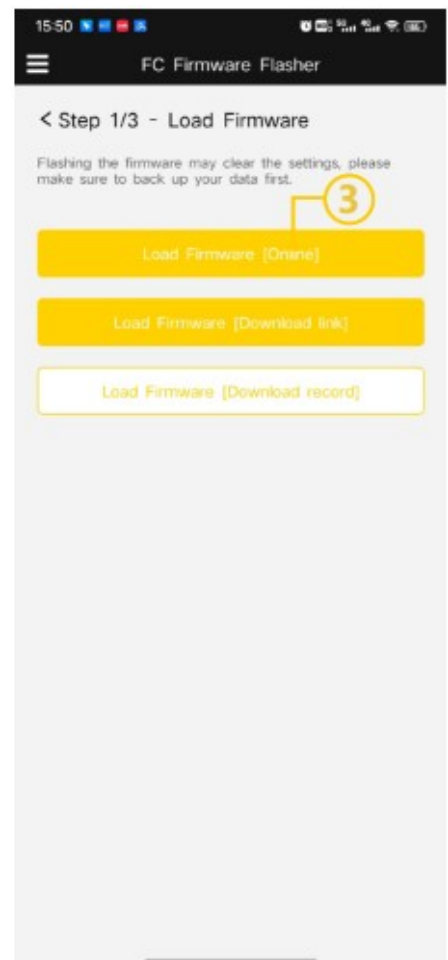 15:50
FC Firmware Flasher
< Step 1/3 - Load Firmware
Flashing the firmware may clear the settings, please
make sure to back up your data first.
3
Load Firmware [Online]
Load Firmware [Download link]
Load Firmware [Download record]